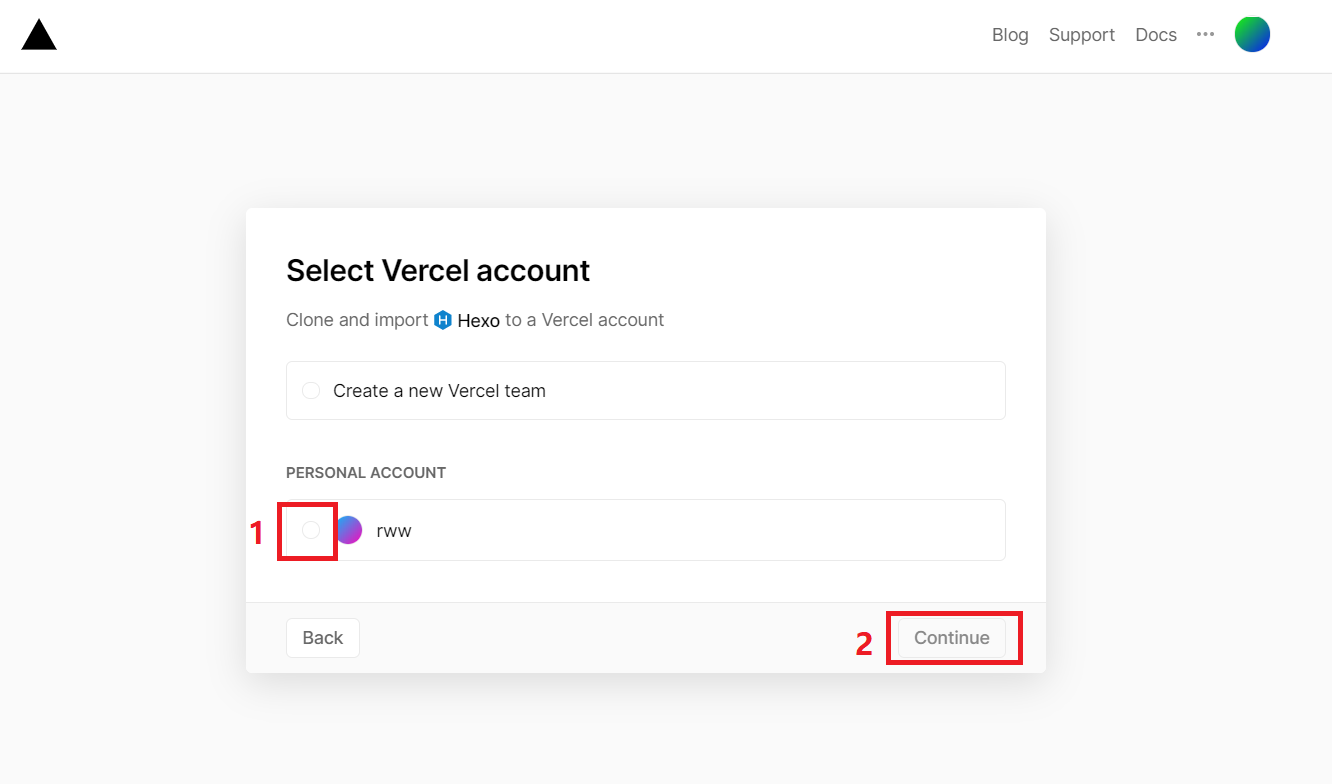 Blog Support Docs
Select Vercel account
Clone and import H Hexo to a Vercel account
Create a new Vercel team
PERSONAL ACCOUNT
1 rww
Back 2 Continue